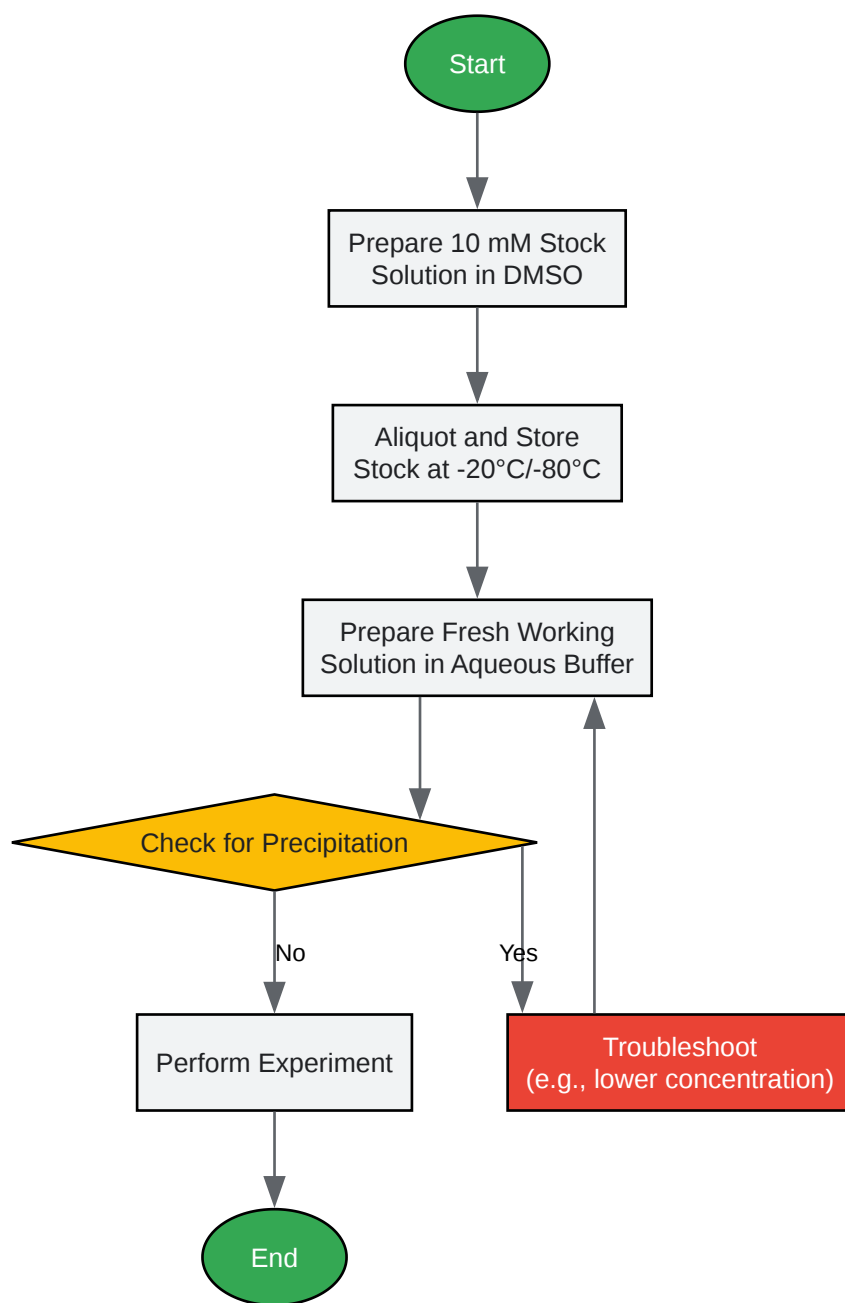 Start
Prepare 10 mM Stock
Solution in DMSO
Aliquot and Store
Stock at -20°C/-80°C
Prepare Fresh Working
Solution in Aqueous Buffer
Check for Precipitation
No
Yes
Perform Experiment
Troubleshoot
(e.g., lower concentration)
End